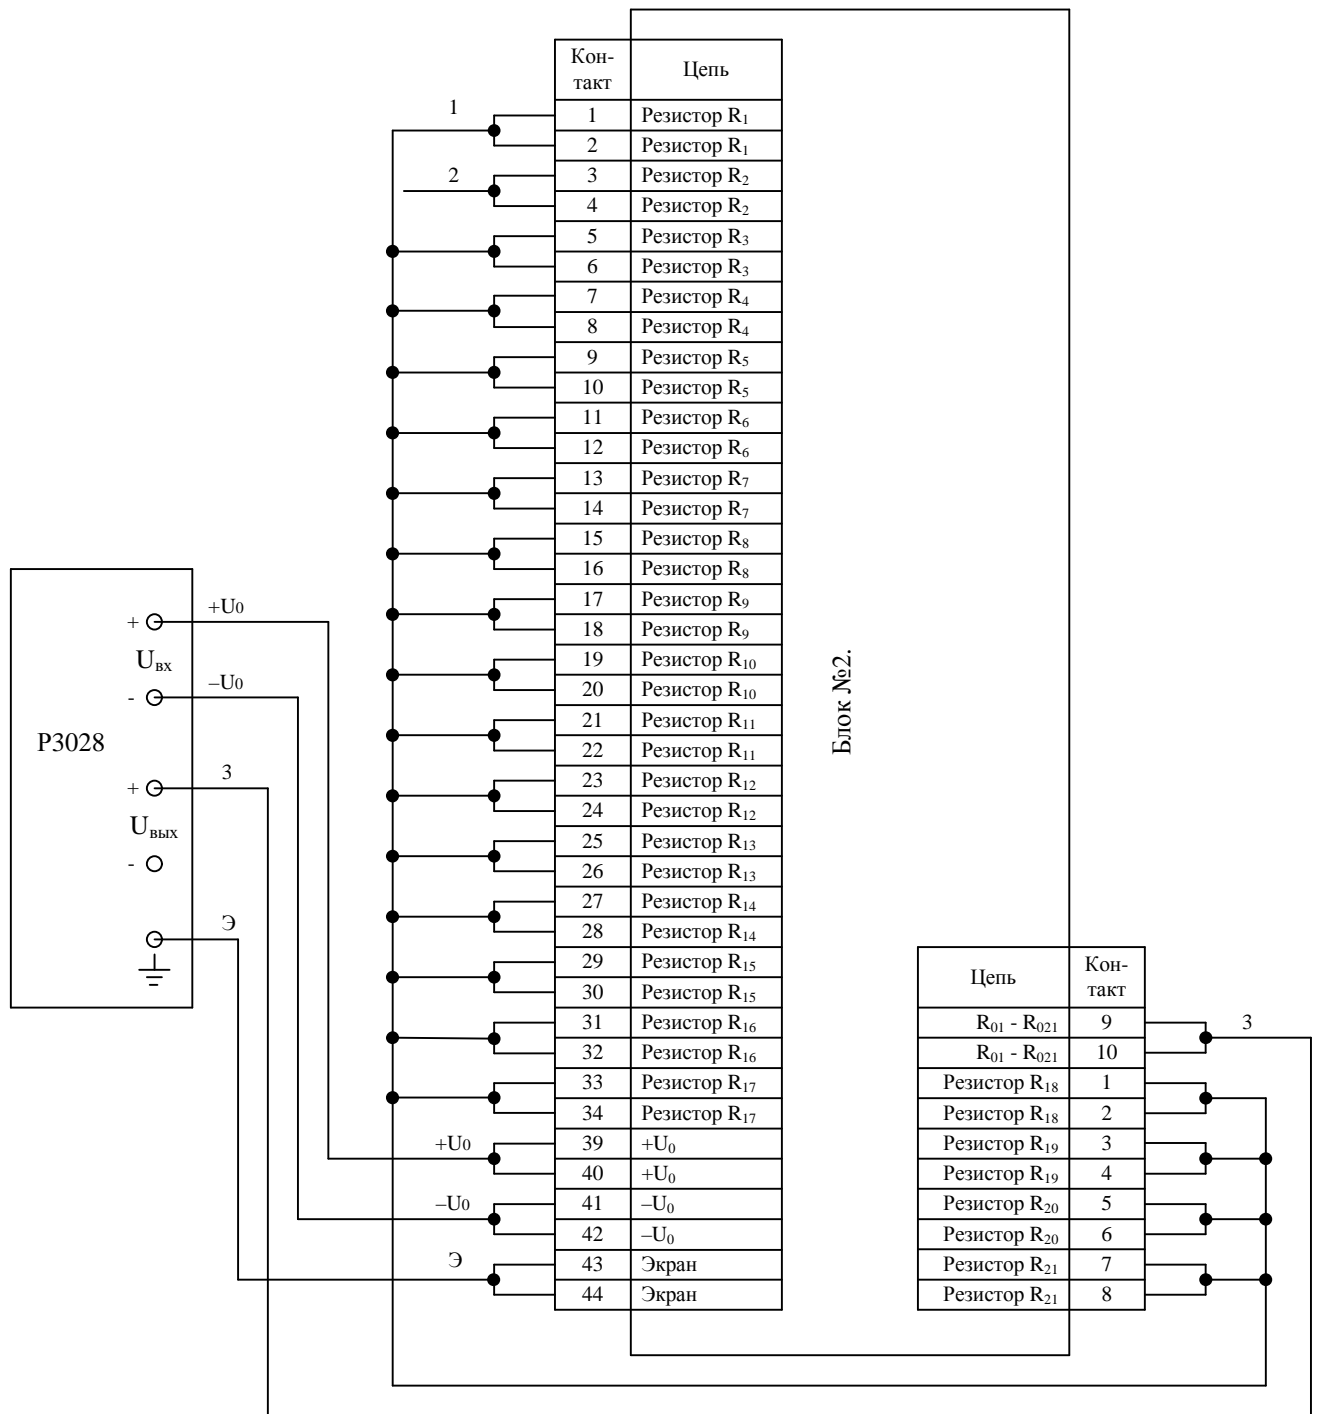 Кон-
такт
Цепь
1
1 Резистор R₁
2 Резистор R₁
2
3 Резистор R₂
4 Резистор R₂
5 Резистор R₃
6 Резистор R₃
7 Резистор R₄
8 Резистор R₄
9 Резистор R₅
10 Резистор R₅
11 Резистор R₆
12 Резистор R₆
13 Резистор R₇
14 Резистор R₇
15 Резистор R₈
16 Резистор R₈
17 Резистор R₉
18 Резистор R₉
19 Резистор R₁₀
20 Резистор R₁₀
21 Резистор R₁₁
22 Резистор R₁₁
23 Резистор R₁₂
24 Резистор R₁₂
25 Резистор R₁₃
26 Резистор R₁₃
27 Резистор R₁₄
28 Резистор R₁₄
29 Резистор R₁₅
30 Резистор R₁₅
31 Резистор R₁₆
32 Резистор R₁₆
33 Резистор R₁₇
34 Резистор R₁₇
+U₀
39 +U₀
40 +U₀
–U₀
41 –U₀
42 –U₀
Э
43 Экран
44 Экран
+
+U₀
Uвх
-
–U₀
Р3028
+
3
Uвых
-
Э
Блок №2.
Цепь
Кон-
такт
R₀₁ - R₀₂₁ 9
3
R₀₁ - R₀₂₁ 10
Резистор R₁₈ 1
Резистор R₁₈ 2
Резистор R₁₉ 3
Резистор R₁₉ 4
Резистор R₂₀ 5
Резистор R₂₀ 6
Резистор R₂₁ 7
Резистор R₂₁ 8